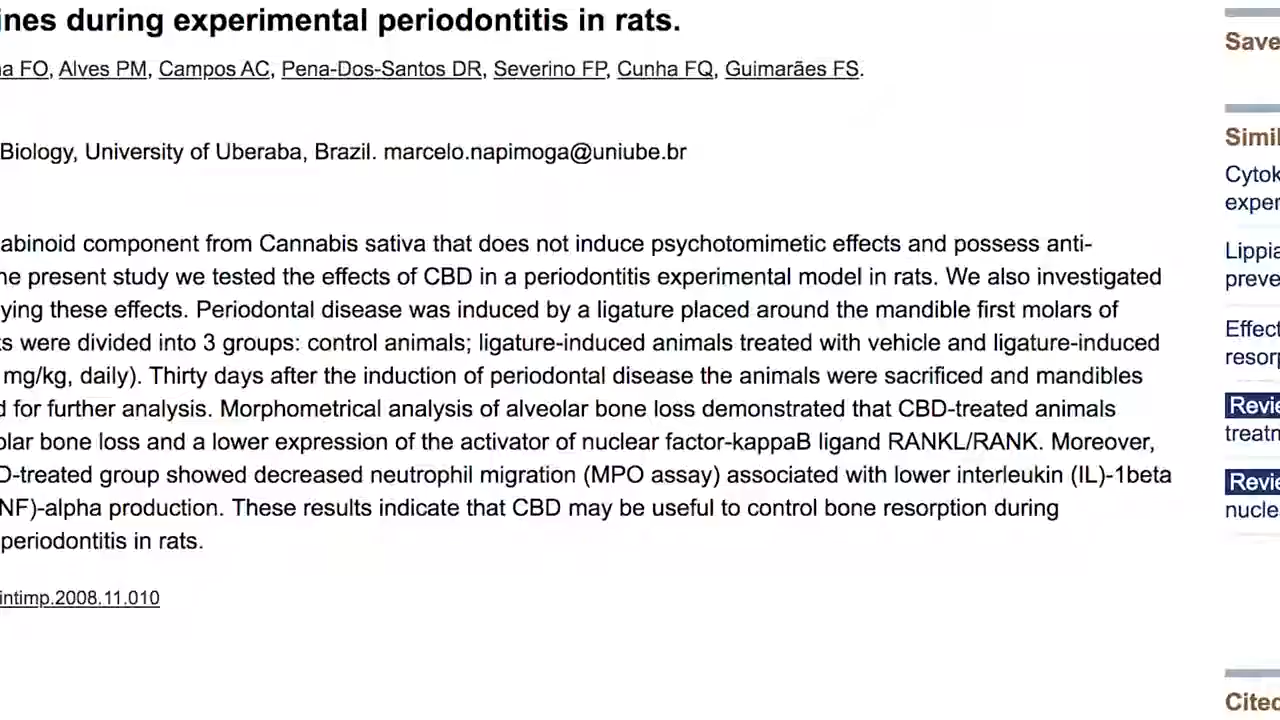 ines during experimental periodontitis in rats.
na FO, Alves PM, Campos AC, Pena-Dos-Santos DR, Severino FP, Cunha FQ, Guimarães FS.
Biology, University of Uberaba, Brazil. marcelo.napimoga@uniube.br
abinoid component from Cannabis sativa that does not induce psychotomimetic effects and possess anti-
he present study we tested the effects of CBD in a periodontitis experimental model in rats. We also investigated
ying these effects. Periodontal disease was induced by a ligature placed around the mandible first molars of
s were divided into 3 groups: control animals; ligature-induced animals treated with vehicle and ligature-induced
mg/kg, daily). Thirty days after the induction of periodontal disease the animals were sacrificed and mandibles
d for further analysis. Morphometrical analysis of alveolar bone loss demonstrated that CBD-treated animals
olar bone loss and a lower expression of the activator of nuclear factor-kappaB ligand RANKL/RANK. Moreover,
D-treated group showed decreased neutrophil migration (MPO assay) associated with lower interleukin (IL)-1beta
NF)-alpha production. These results indicate that CBD may be useful to control bone resorption during
periodontitis in rats.
intimp.2008.11.010
Save
Simil
Cytok
exper
Lippia
preve
Effect
resorp
Revie
treatm
Revie
nucle
Cited